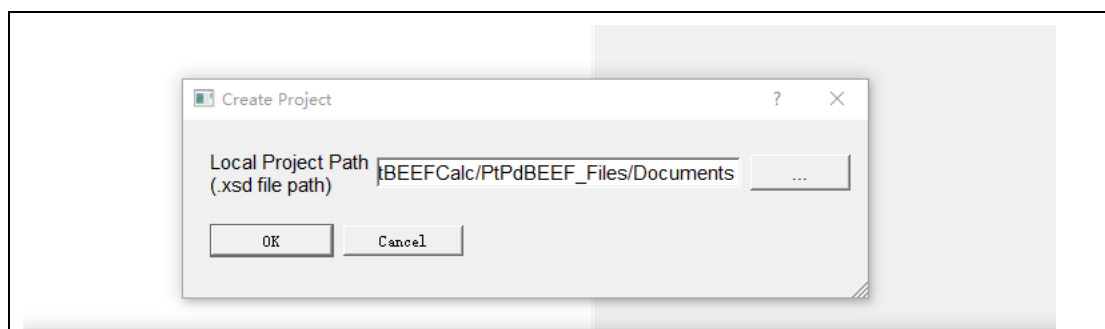 Create Project
?
Local Project Path
(.xsd file path)
tBEEFCalc/PtPdBEEF_Files/Documents
...
OK
Cancel